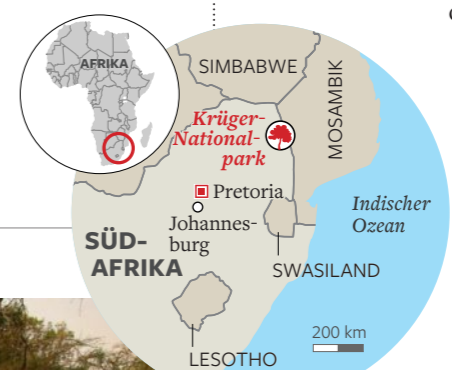 AFRIKA
SIMBABWE
MOSAMBIK
Krüger-
National-
park
Pretoria
Johannes-
burg
Indischer
Ozean
SÜD-
AFRIKA
SWASILAND
200 km
LESOTHO